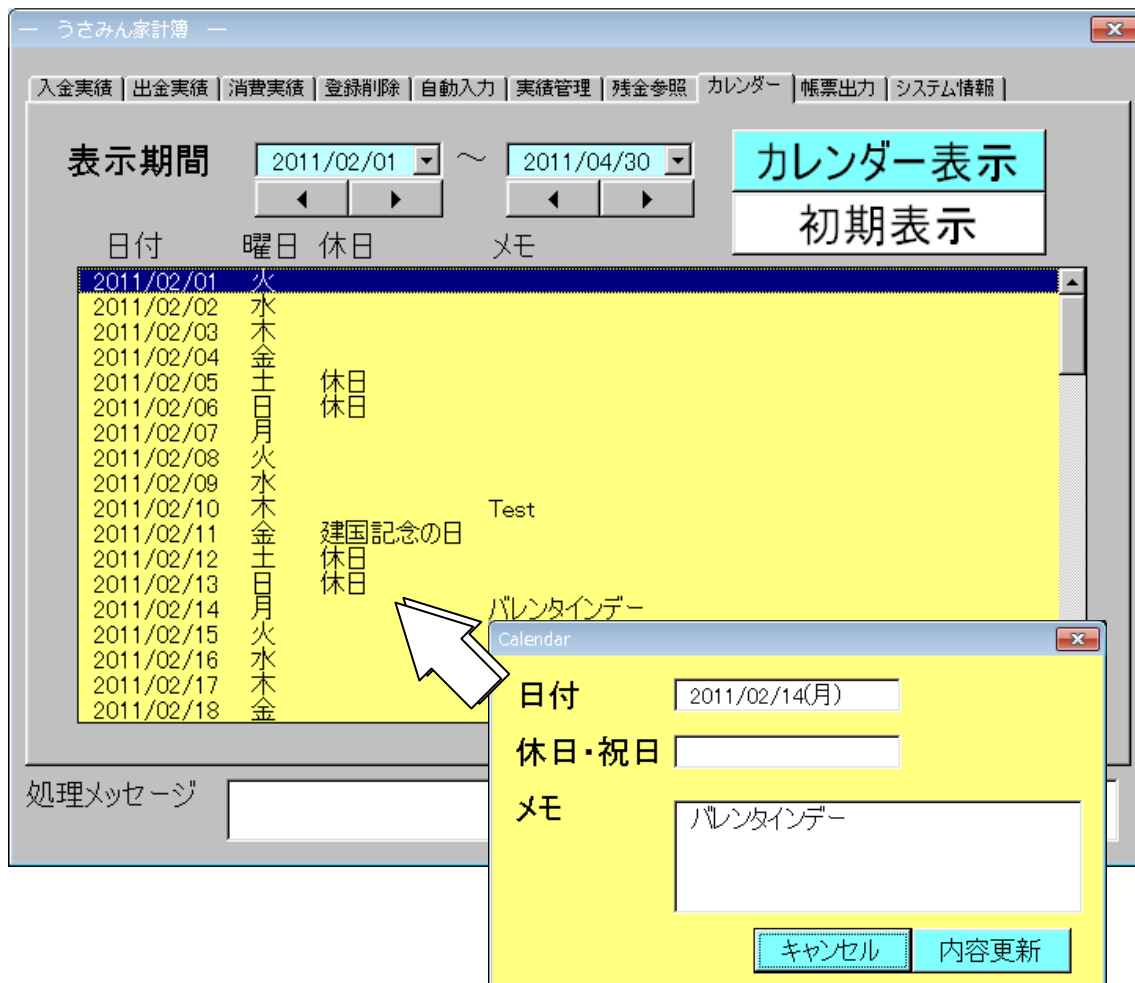 ― うさみん家計簿 ―
入金実績 出金実績 消費実績 登録削除 自動入力 実績管理 残金参照 カレンダー 帳票出力 システム情報
表示期間 2011/02/01 ～ 2011/04/30 カレンダー表示
初期表示
日付 曜日 休日 メモ
2011/02/01 火
2011/02/02 水
2011/02/03 木
2011/02/04 金
2011/02/05 土 休日
2011/02/06 日 休日
2011/02/07 月
2011/02/08 火
2011/02/09 水
2011/02/10 木 Test
2011/02/11 金 建国記念の日
2011/02/12 土 休日
2011/02/13 日 休日
2011/02/14 月 バレンタインデー
2011/02/15 火
2011/02/16 水
2011/02/17 木
2011/02/18 金
処理メッセージ
Calendar
日付 2011/02/14(月)
休日・祝日
メモ バレンタインデー
キャンセル 内容更新